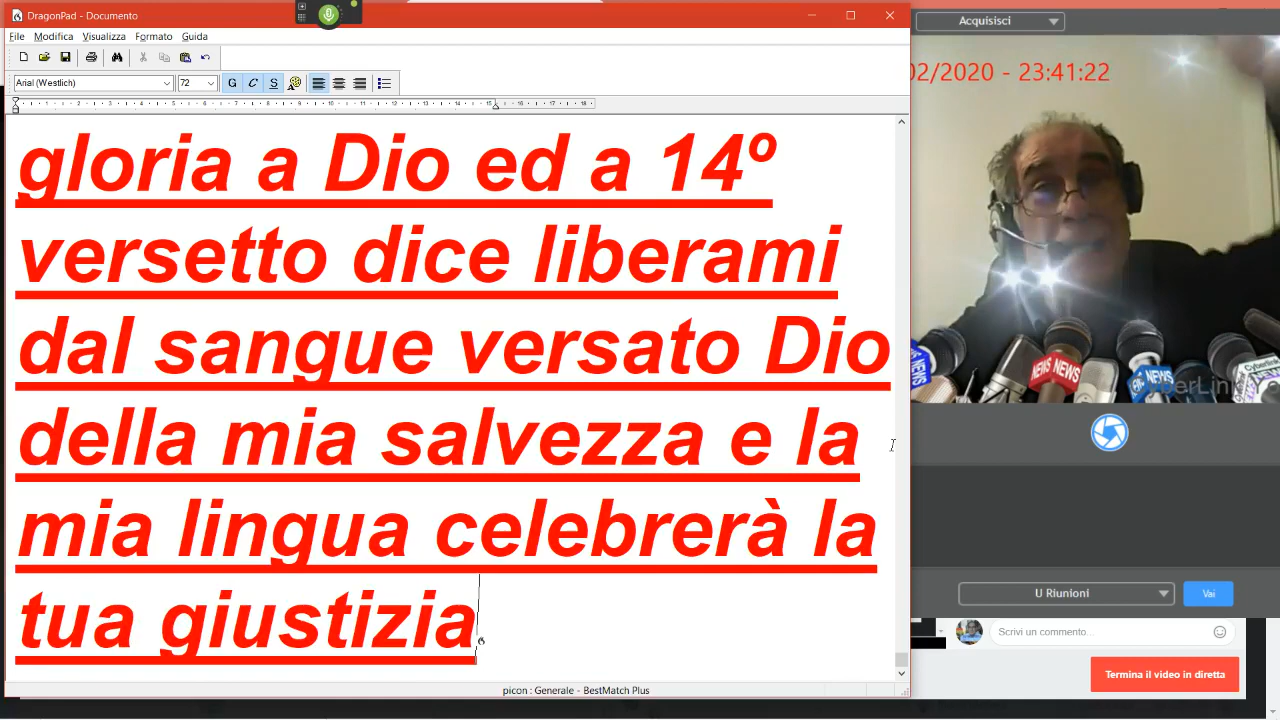 DragonPad - Documento
File Modifica Visualizza Formato Guida
Arial (Westlich) 72 G C S
gloria a Dio ed a 14º
versetto dice liberami
dal sangue versato Dio
della mia salvezza e la
mia lingua celebrerà la
tua giustizia
picon : Generale - BestMatch Plus
Acquisisci
02/2020 - 23:41:22
NEWS
NEWS NEWS
NEWS
CyberLink
U Riunioni
Vai
Scrivi un commento...
Termina il video in diretta